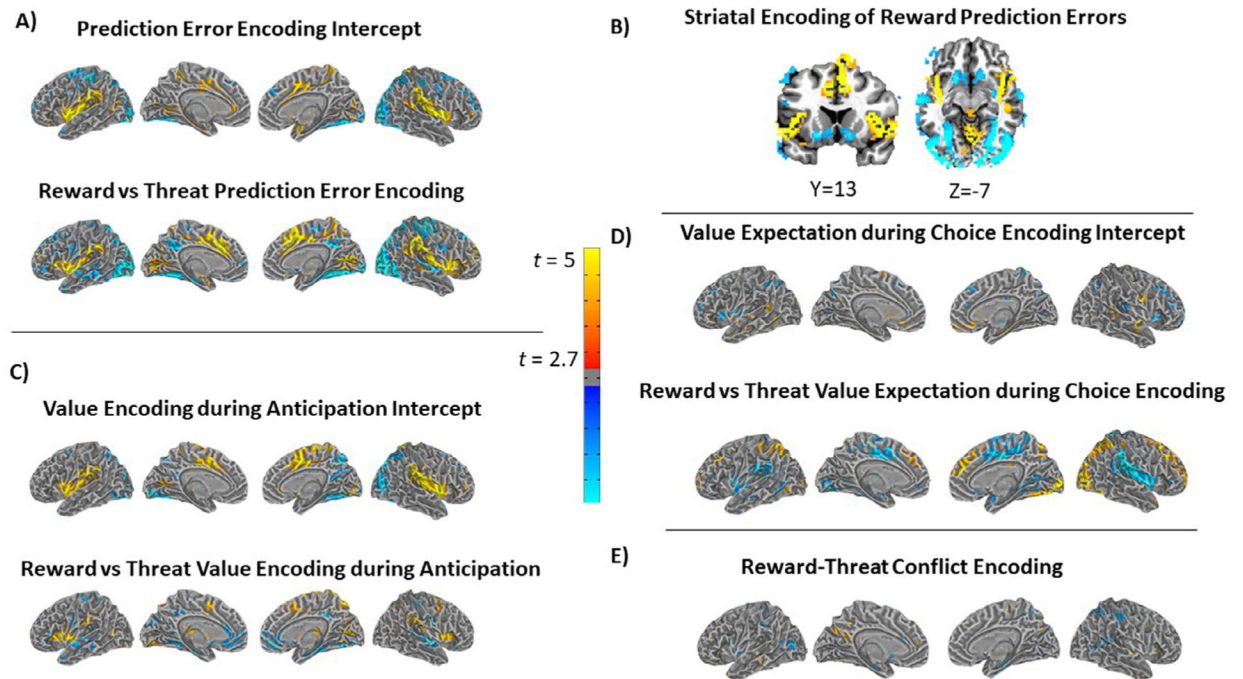 A)
Prediction Error Encoding Intercept
Reward vs Threat Prediction Error Encoding
B)
Striatal Encoding of Reward Prediction Errors
Y=13
Z=-7
t = 5
t = 2.7
C)
Value Encoding during Anticipation Intercept
Reward vs Threat Value Encoding during Anticipation
D)
Value Expectation during Choice Encoding Intercept
Reward vs Threat Value Expectation during Choice Encoding
E)
Reward-Threat Conflict Encoding